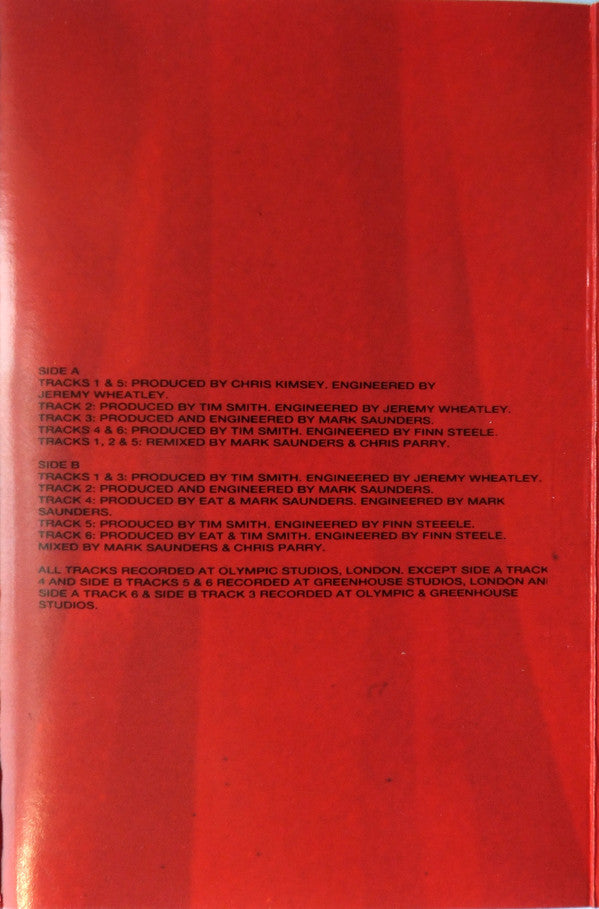 SIDE A
TRACKS 1 & 5: PRODUCED BY CHRIS KIMSEY. ENGINEERED BY
JEREMY WHEATLEY.
TRACK 2: PRODUCED BY TIM SMITH. ENGINEERED BY JEREMY WHEATLEY.
TRACK 3: PRODUCED AND ENGINEERED BY MARK SAUNDERS.
TRACKS 4 & 6: PRODUCED BY TIM SMITH. ENGINEERED BY FINN STEELE.
TRACKS 1, 2 & 5: REMIXED BY MARK SAUNDERS & CHRIS PARRY.
SIDE B
TRACKS 1 & 3: PRODUCED BY TIM SMITH. ENGINEERED BY JEREMY WHEATLEY.
TRACK 2: PRODUCED AND ENGINEERED BY MARK SAUNDERS.
TRACK 4: PRODUCED BY EAT & MARK SAUNDERS. ENGINEERED BY MARK
SAUNDERS.
TRACK 5: PRODUCED BY TIM SMITH, ENGINEERED BY FINN STEEELE.
TRACK 6: PRODUCED BY EAT & TIM SMITH. ENGINEERED BY FINN STEELE.
MIXED BY MARK SAUNDERS & CHRIS PARRY.
ALL TRACKS RECORDED AT OLYMPIC STUDIOS, LONDON. EXCEPT SIDE A TRACK
4 AND SIDE B TRACKS 5 & 6 RECORDED AT GREENHOUSE STUDIOS, LONDON AN
SIDE A TRACK 6 & SIDE B TRACK 3 RECORDED AT OLYMPIC & GREENHOUSE
STUDIOS.